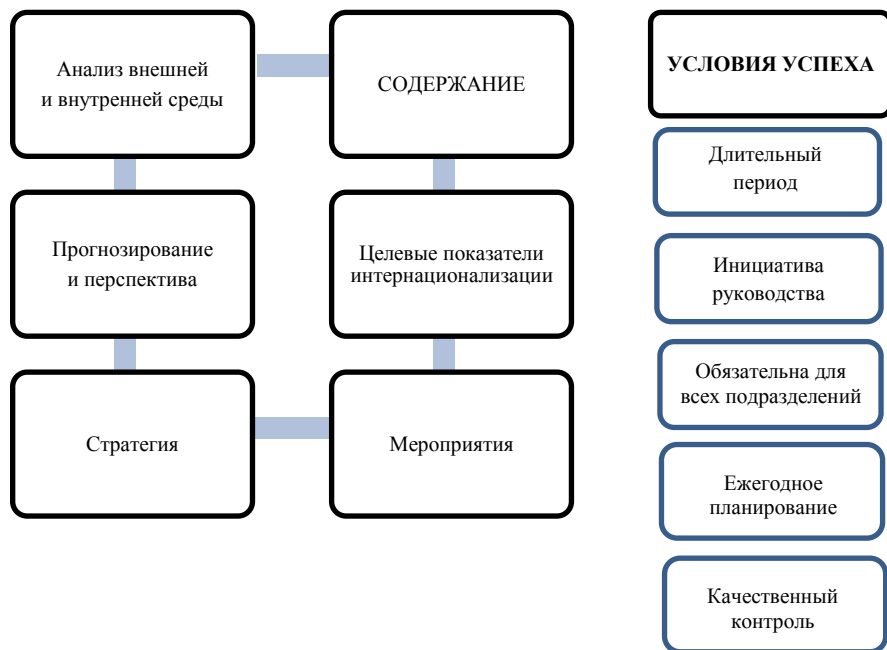 Анализ внешней
и внутренней среды
СОДЕРЖАНИЕ
Прогнозирование
и перспектива
Целевые показатели
интернационализации
Стратегия
Мероприятия
УСЛОВИЯ УСПЕХА
Длительный
период
Инициатива
руководства
Обязательна для
всех подразделений
Ежегодное
планирование
Качественный
контроль